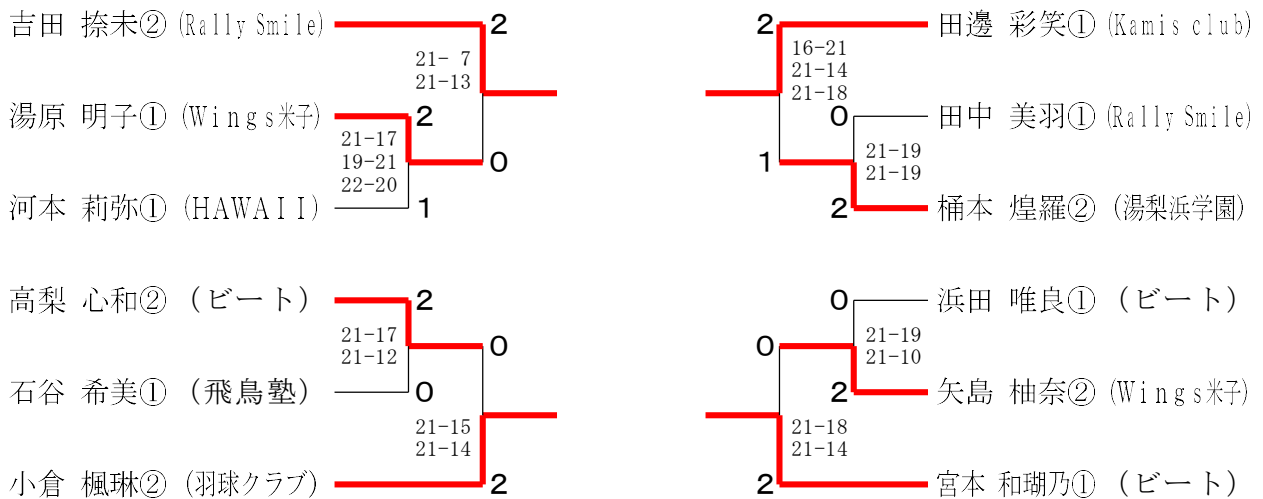 吉田 捺未② (Rally Smile)
2
21- 7
21-13
湯原 明子① (Wings米子)
2
21-17
19-21
22-20
0
河本 莉弥① (HAWAII)
1
高梨 心和② (ビート)
2
21-17
21-12
0
石谷 希美① (飛鳥塾)
0
21-15
21-14
小倉 楓琳② (羽球クラブ)
2
2
田邊 彩笑① (Kamis club)
16-21
21-14
21-18
0
田中 美羽① (Rally Smile)
1
21-19
21-19
2
桶本 煌羅② (湯梨浜学園)
0
浜田 唯良① (ビート)
0
21-19
21-10
2
矢島 柚奈② (Wings米子)
21-18
21-14
2
宮本 和瑚乃① (ビート)